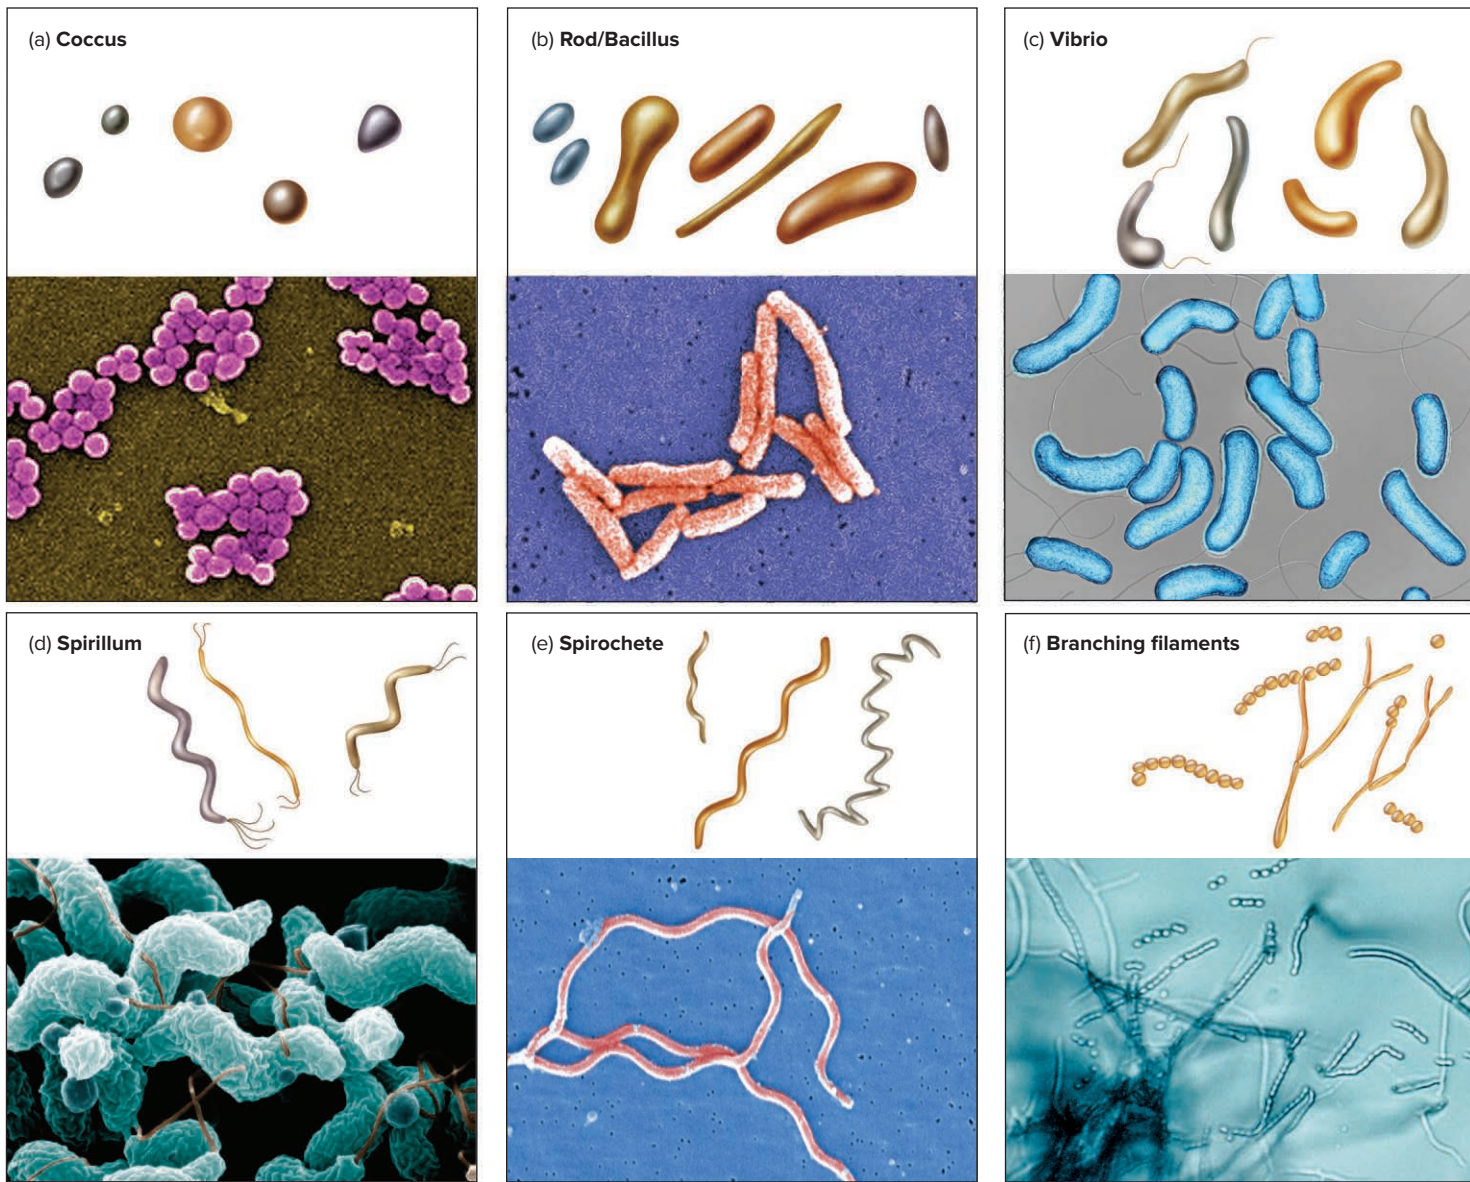 (a) Coccus
(b) Rod/Bacillus
(c) Vibrio
(d) Spirillum
(e) Spirochete
(f) Branching filaments